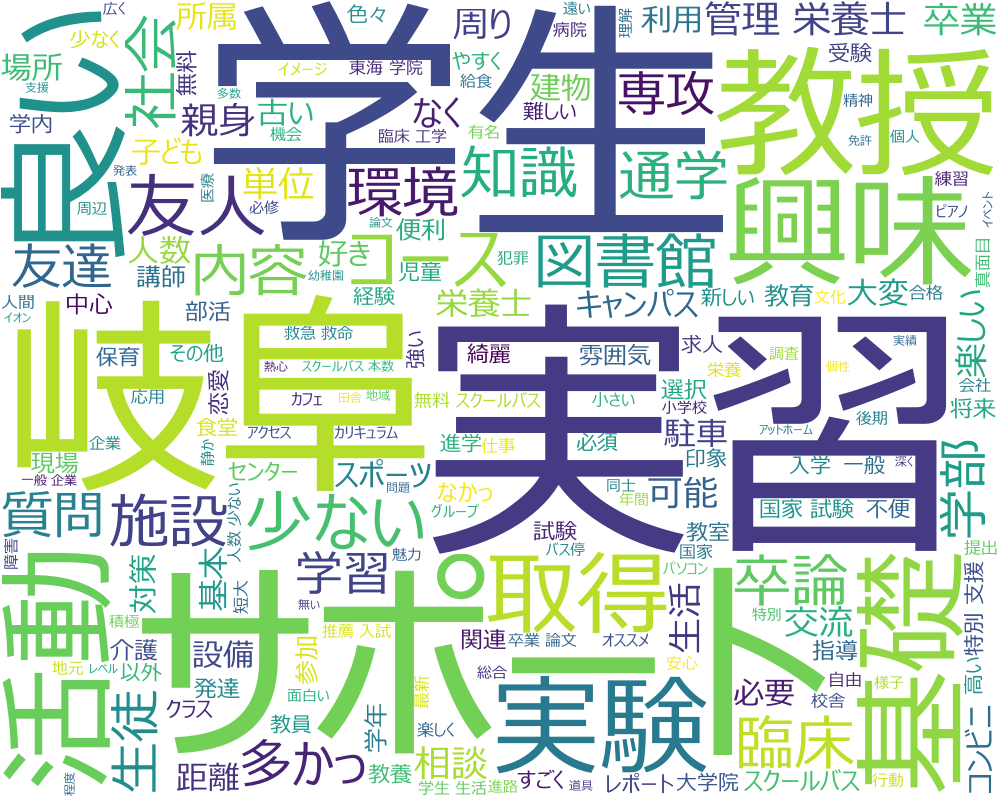 広く
少なく
支援
所属
色々
遠い
病院
理解
利用
管理
栄養士
卒業
場所
学内
社会
無料
学生
イメージ
多数
東海 学院
周り
やすく
給食
建物
難しい
専攻
教授
受験
精神
免許
個人
良い
親身
古い
機会
なく
臨床 工学
有名
発表
周辺
子ども
友人
単位
医療
必修
環境
論文
知識
通学
興味
練習
ピアノ
イベント
真面目
友達
人数
講師
内容
好き
幼稚園
コース
便利
児童
犯罪
図書館
人間
イオン
中心
部活
経験
栄養士
キャンパス
新しい
教育
文化
大変
合格
楽しい
岐阜
保育
その他
応用
恋愛
救急 救命
熱心
スクールバス 本数
強い
綺麗
雰囲気
求人
栄養
調査
個性
実績
会社
将来
カフェ
田舎
地域
無料 スクールバス
小さい
選択
小学校
後期
実習
企業
食堂
アクセス
カリキュラム
進学
仕事
必須
駐車
印象
アットホーム
現場
一般 企業
静か
センター
スポーツ
問題
なかっ
グループ
同士
年間
可能
入学 一般
深く
学部
質問
施設
人数 少ない
少ない
試験
バス停
国家
教室
パソコン
国家 試験
不便
提出
自由
障害
活動
対策
基本
短大
学習
無い
魅力
取得
生活
特別
卒論
交流
基礎
特別 支援
高い
積極
介護
設備
参加
推薦 入試
関連
卒業 論文
オススメ
安心
指導
地元
レベル
以外
発達
面白い
サポート
最新
総合
実験
必要
臨床
校舎
様子
コンビニ
生徒
クラス
教員
学年
楽しく
程度
距離
多かっ
教養
相談
学生 生活
進路
すごく
道具
レポート
大学院
スクールバス
行動
自